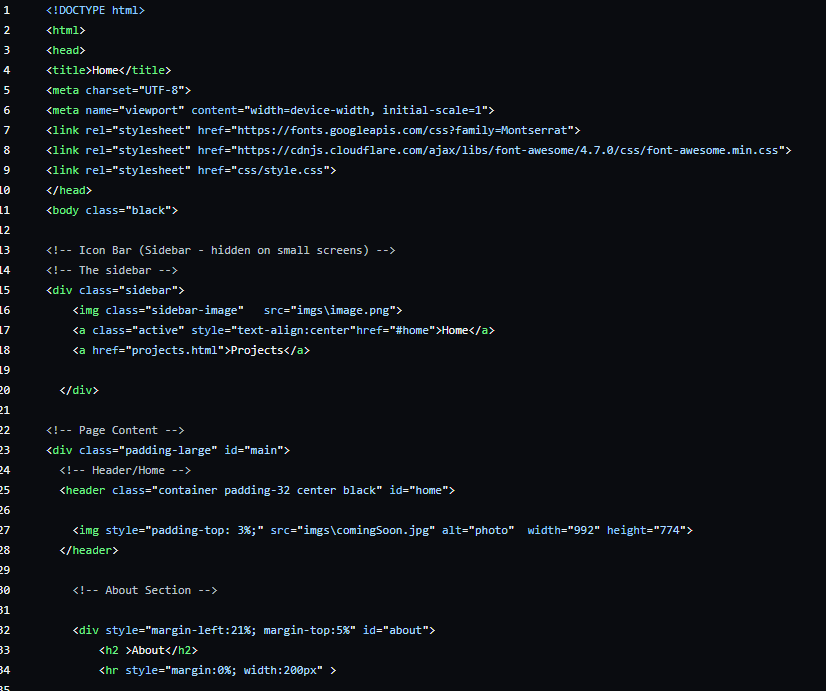 1 <!DOCTYPE html>
2 <html>
3 <head>
4 <title>Home</title>
5 <meta charset="UTF-8">
6 <meta name="viewport" content="width=device-width, initial-scale=1">
7 <link rel="stylesheet" href="https://fonts.googleapis.com/css?family=Montserrat">
8 <link rel="stylesheet" href="https://cdnjs.cloudflare.com/ajax/libs/font-awesome/4.7.0/css/font-awesome.min.css">
9 <link rel="stylesheet" href="css/style.css">
10 </head>
11 <body class="black">
12
13 <!-- Icon Bar (Sidebar - hidden on small screens) -->
14 <!-- The sidebar -->
15 <div class="sidebar">
16     <img class="sidebar-image"   src="imgs\image.png">
17     <a class="active" style="text-align:center"href="#home">Home</a>
18     <a href="projects.html">Projects</a>
19
20   </div>
21
22 <!-- Page Content -->
23 <div class="padding-large" id="main">
24   <!-- Header/Home -->
25   <header class="container padding-32 center black" id="home">
26
27     <img style="padding-top: 3%;" src="imgs\comingSoon.jpg" alt="photo"  width="992" height="774">
28   </header>
29
30     <!-- About Section -->
31
32     <div style="margin-left:21%; margin-top:5%" id="about">
33         <h2 >About</h2>
34         <hr style="margin:0%; width:200px" >
35